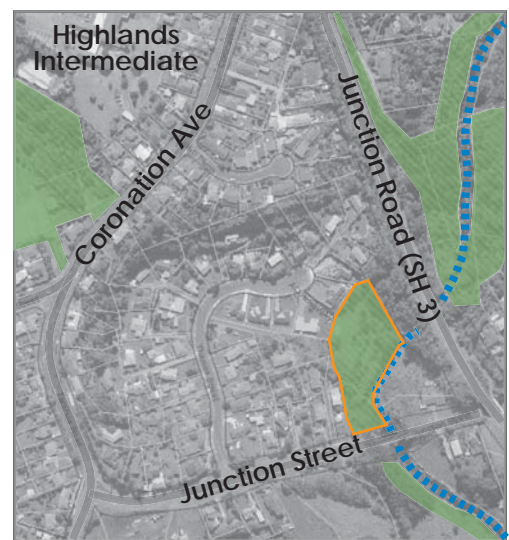 Highlands
Intermediate
Coronation Ave
Junction Road (SH 3)
Junction Street